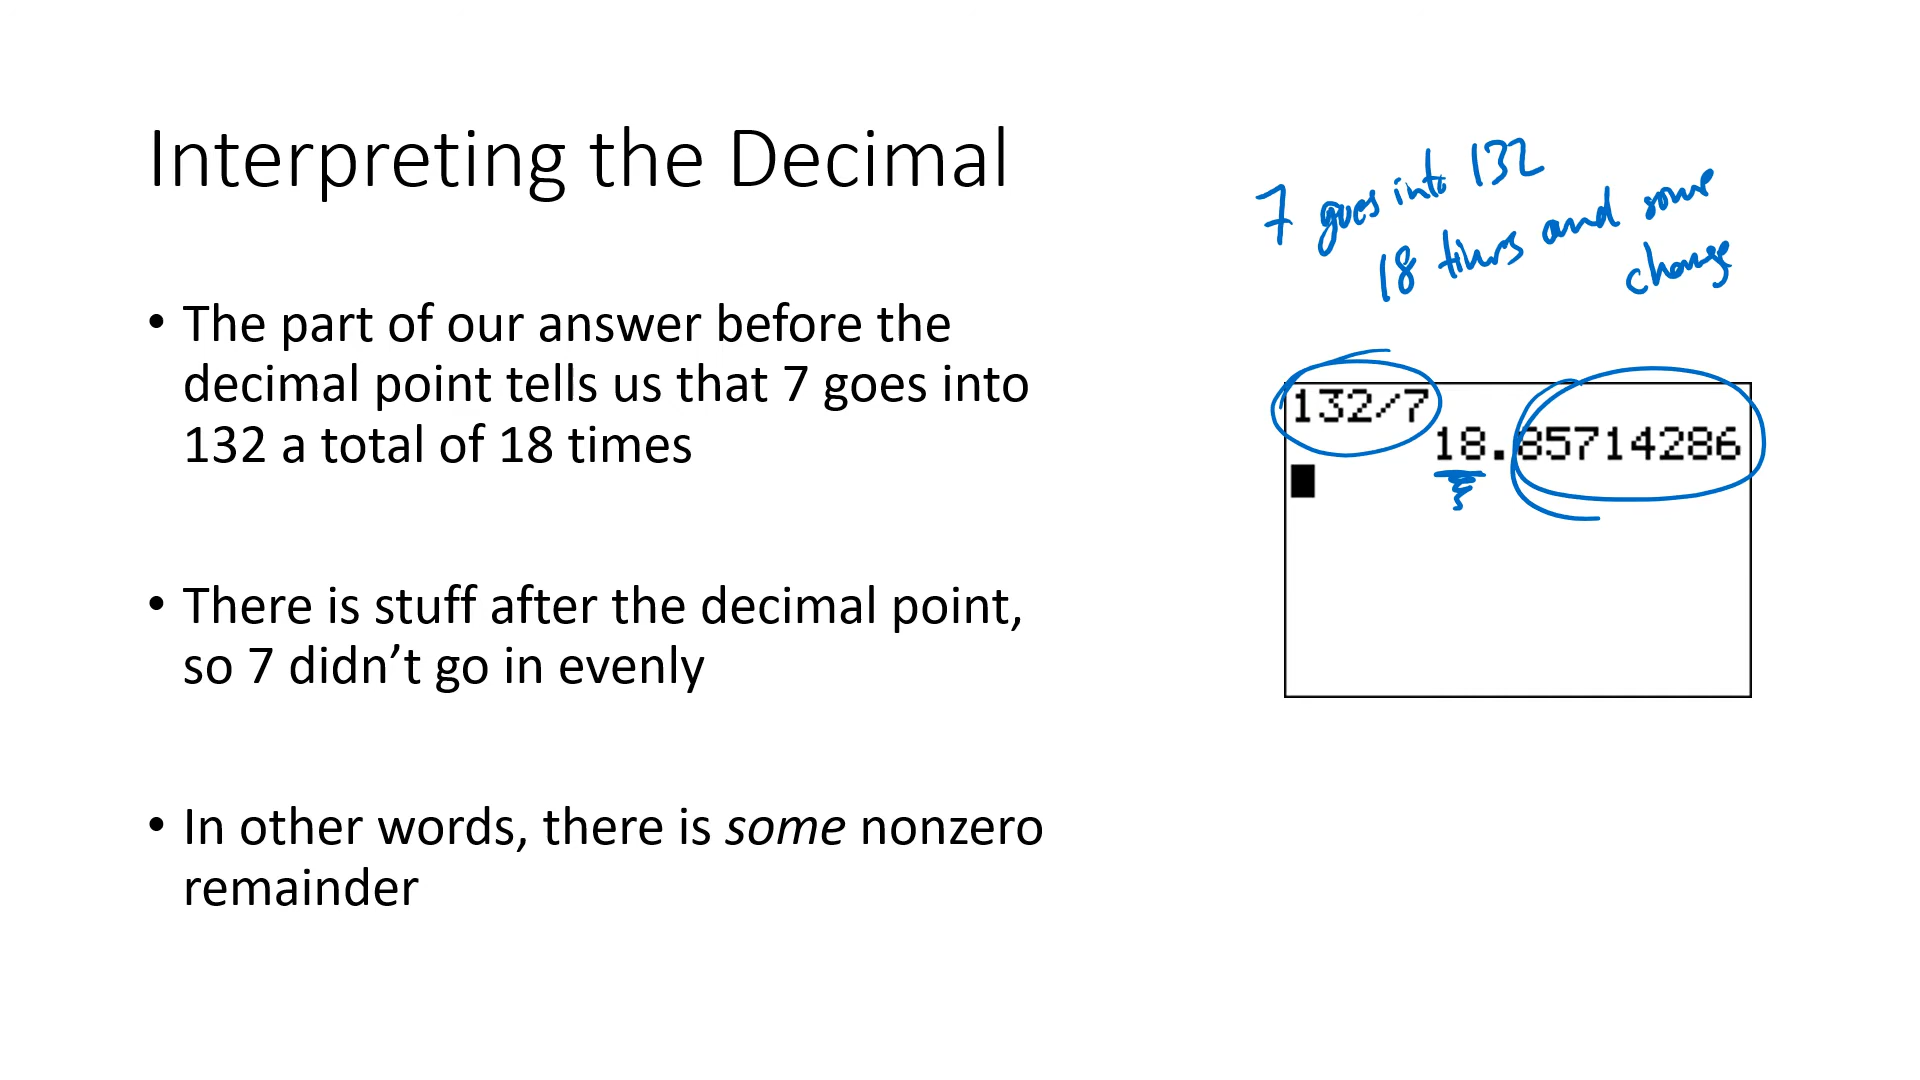 Interpreting the Decimal
7 goes into 132
18 times and some
change
• The part of our answer before the
decimal point tells us that 7 goes into
132 a total of 18 times
132/7
18.85714286
• There is stuff after the decimal point,
so 7 didn’t go in evenly
• In other words, there is some nonzero
remainder